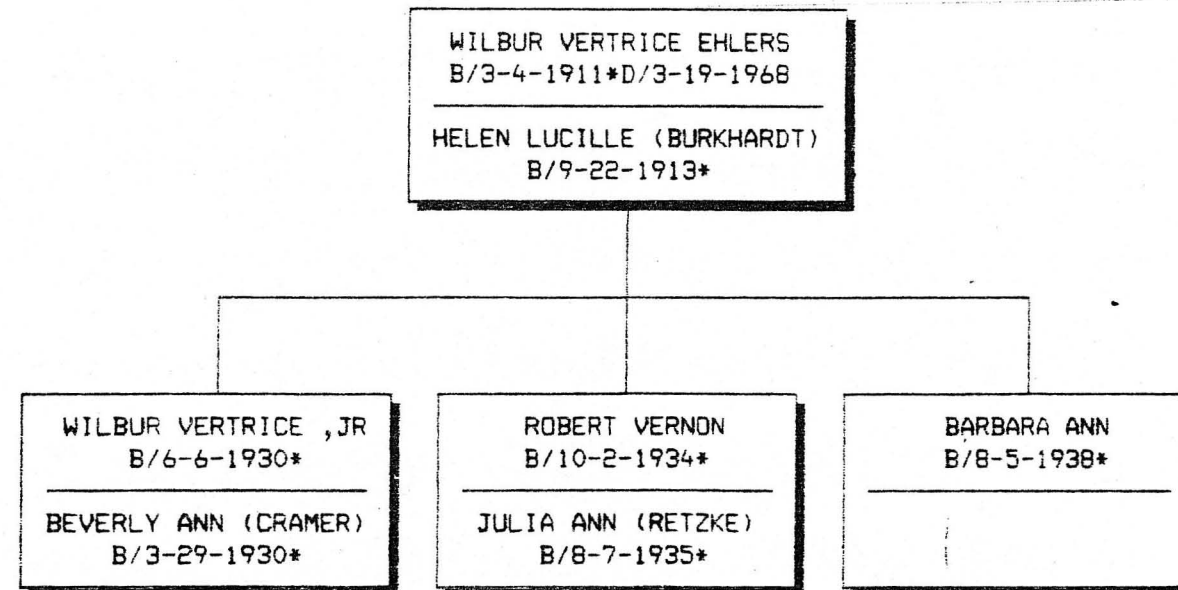 WILBUR VERTRICE EHLERS
B/3-4-1911*D/3-19-1968
HELEN LUCILLE (BURKHARDT)
B/9-22-1913*
WILBUR VERTRICE ,JR
B/6-6-1930*
BEVERLY ANN (CRAMER)
B/3-29-1930*
ROBERT VERNON
B/10-2-1934*
JULIA ANN (RETZKE)
B/8-7-1935*
BARBARA ANN
B/8-5-1938*